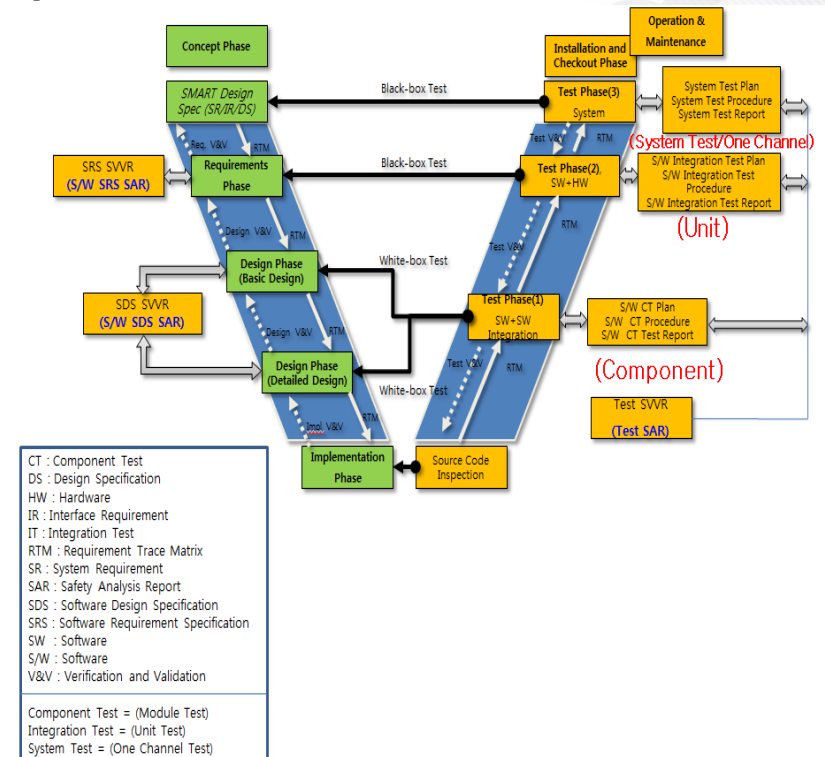 Operation &
Maintenance
Concept Phase
Installation and
Checkout Phase
SMART Design
Spec (SR/IR/DS)
Black-box Test
Test Phase(3)
System
System Test Plan
System Test Procedure
System Test Report
(System Test/One Channel)
Req. V&V
RTM
Test V&V
RTM
SRS SVVR
(S/W SRS SAR)
Requirements
Phase
Black-box Test
Test Phase(2),
SW+HW
S/W Integration Test Plan
S/W Integration Test
Procedure
S/W Integration Test Report
(Unit)
Design V&V
RTM
Test V&V
RTM
Design Phase
(Basic Design)
White-box Test
SDS SVVR
(S/W SDS SAR)
Test Phase(1)
SW+SW
Integration
S/W CT Plan
S/W CT Procedure
S/W CT Test Report
(Component)
Design V&V
RTM
Test V&V
RTM
Design Phase
(Detailed Design)
White-box Test
Test SVVR
(Test SAR)
Impl. V&V
RTM
Implementation
Phase
Source Code
Inspection
CT : Component Test
DS : Design Specification
HW : Hardware
IR : Interface Requirement
IT : Integration Test
RTM : Requirement Trace Matrix
SR : System Requirement
SAR : Safety Analysis Report
SDS : Software Design Specification
SRS : Software Requirement Specification
SW : Software
S/W : Software
V&V : Verification and Validation
Component Test = (Module Test)
Integration Test = (Unit Test)
System Test = (One Channel Test)